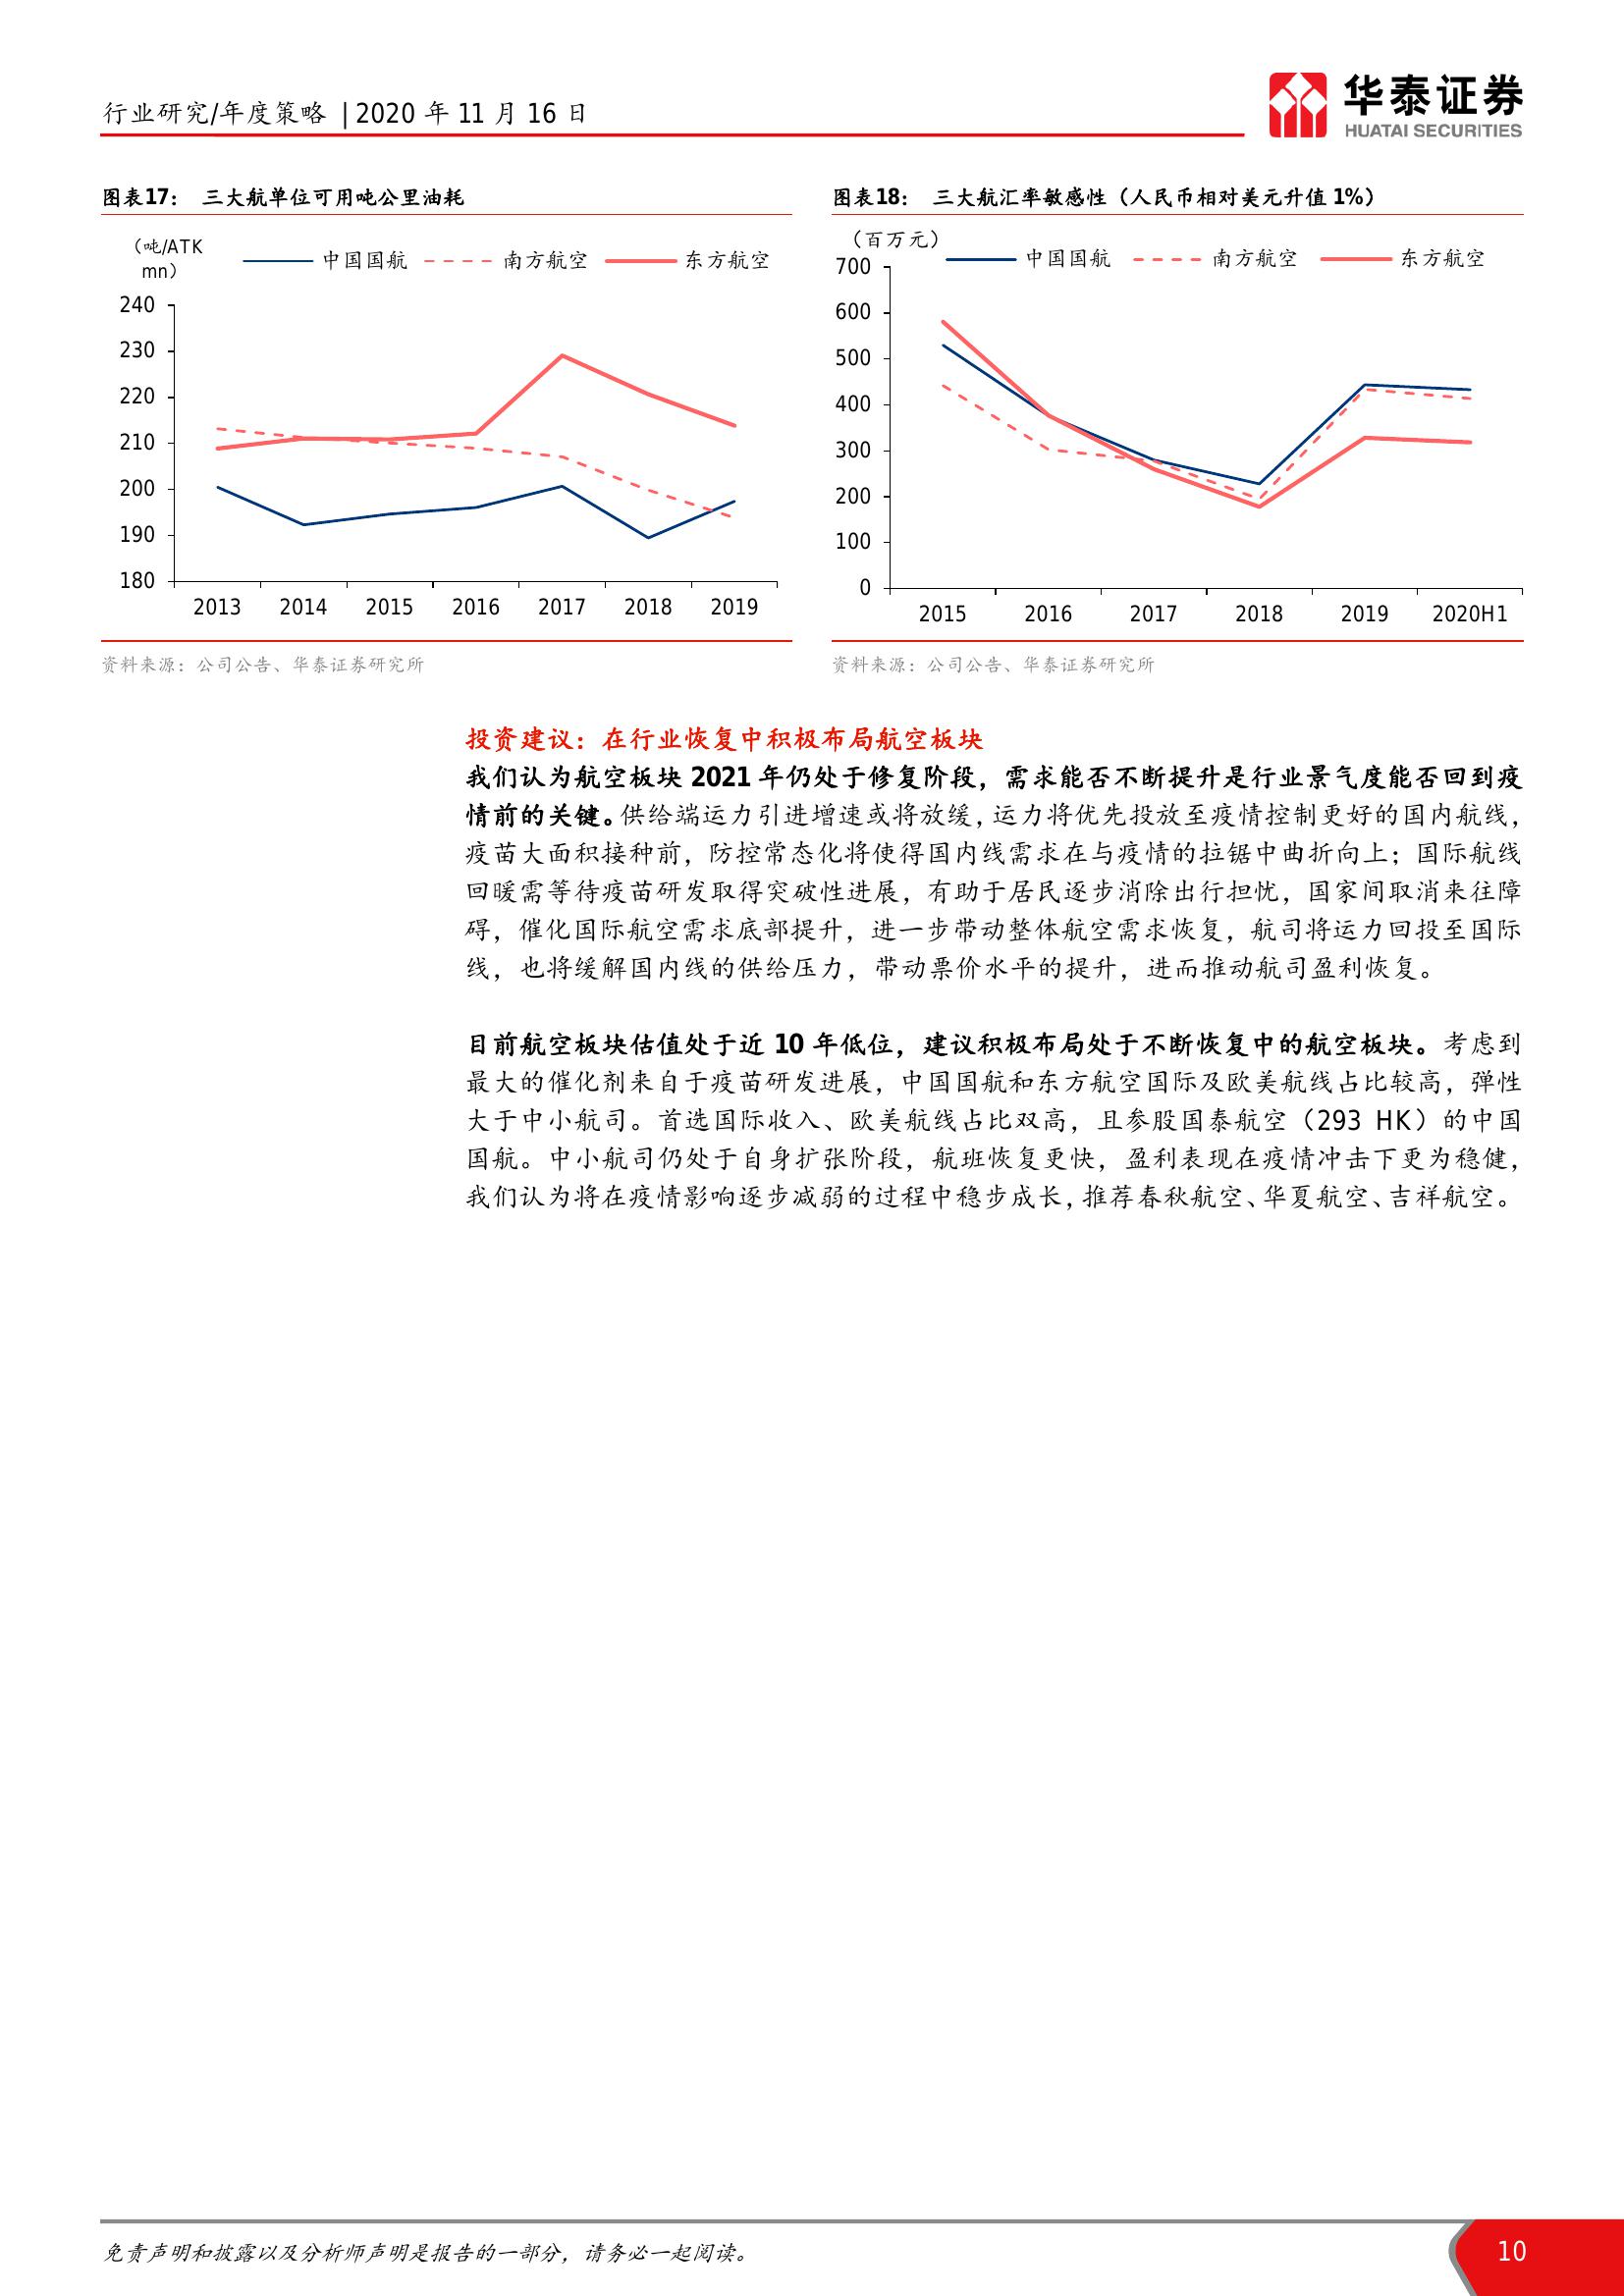 行业研究/年度策略 | 2020 年 11 月 16 日
华泰证券
HUATAI SECURITIES
图表17： 三大航单位可用吨公里油耗
（吨/ATK
mn）
中国国航 南方航空 东方航空
240
230
220
210
200
190
180
2013 2014 2015 2016 2017 2018 2019
资料来源：公司公告、华泰证券研究所
图表18： 三大航汇率敏感性（人民币相对美元升值 1%）
（百万元）
中国国航 南方航空 东方航空
700
600
500
400
300
200
100
0
2015 2016 2017 2018 2019 2020H1
资料来源：公司公告、华泰证券研究所
投资建议：在行业恢复中积极布局航空板块
我们认为航空板块 2021 年仍处于修复阶段，需求能否不断提升是行业景气度能否回到疫
情前的关键。供给端运力引进增速或将放缓，运力将优先投放至疫情控制更好的国内航线，
疫苗大面积接种前，防控常态化将使得国内线需求在与疫情的拉锯中曲折向上；国际航线
回暖需等待疫苗研发取得突破性进展，有助于居民逐步消除出行担忧，国家间取消来往障
碍，催化国际航空需求底部提升，进一步带动整体航空需求恢复，航司将运力回投至国际
线，也将缓解国内线的供给压力，带动票价水平的提升，进而推动航司盈利恢复。
目前航空板块估值处于近 10 年低位，建议积极布局处于不断恢复中的航空板块。考虑到
最大的催化剂来自于疫苗研发进展，中国国航和东方航空国际及欧美航线占比较高，弹性
大于中小航司。首选国际收入、欧美航线占比双高，且参股国泰航空（293 HK）的中国
国航。中小航司仍处于自身扩张阶段，航班恢复更快，盈利表现在疫情冲击下更为稳健，
我们认为将在疫情影响逐步减弱的过程中稳步成长，推荐春秋航空、华夏航空、吉祥航空。
免责声明和披露以及分析师声明是报告的一部分，请务必一起阅读。
10